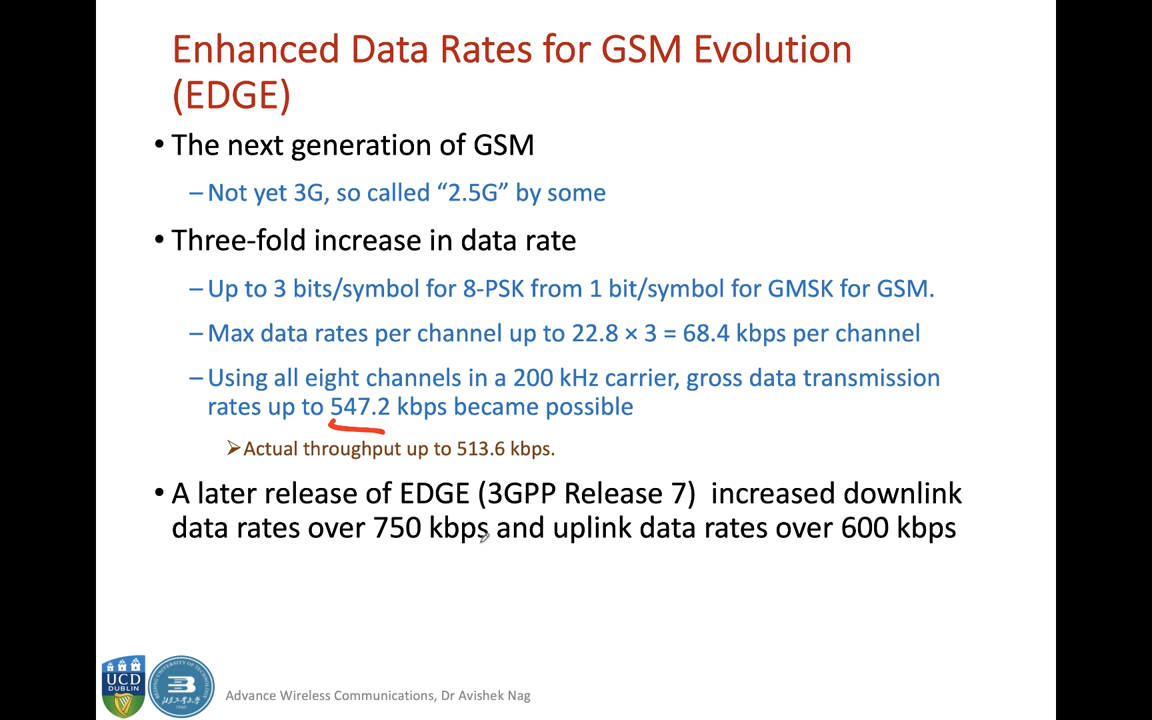 Enhanced Data Rates for GSM Evolution
(EDGE)
• The next generation of GSM
– Not yet 3G, so called “2.5G” by some
• Three-fold increase in data rate
– Up to 3 bits/symbol for 8-PSK from 1 bit/symbol for GMSK for GSM.
– Max data rates per channel up to 22.8 × 3 = 68.4 kbps per channel
– Using all eight channels in a 200 kHz carrier, gross data transmission
rates up to 547.2 kbps became possible
➢ Actual throughput up to 513.6 kbps.
• A later release of EDGE (3GPP Release 7) increased downlink
data rates over 750 kbps and uplink data rates over 600 kbps
UCD
DUBLIN
Advance Wireless Communications, Dr Avishek Nag